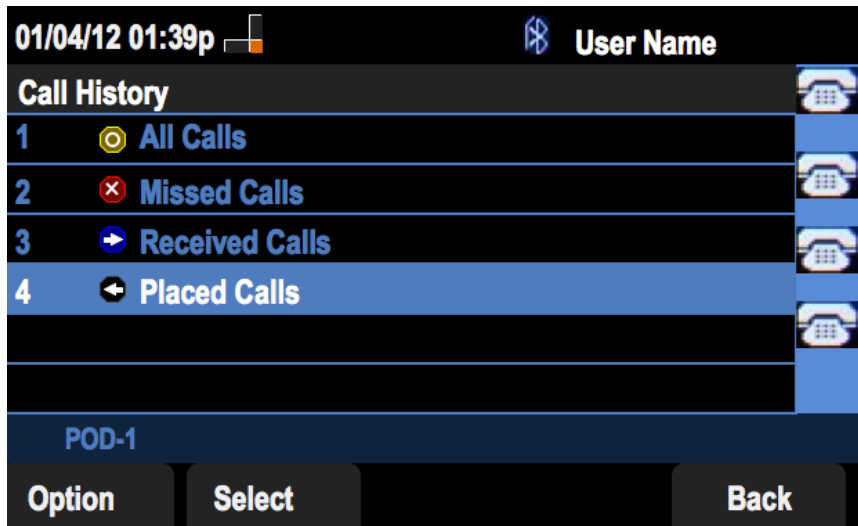 01/04/12 01:39p User Name
Call History
1 All Calls
2 Missed Calls
3 Received Calls
4 Placed Calls
POD-1
Option Select Back